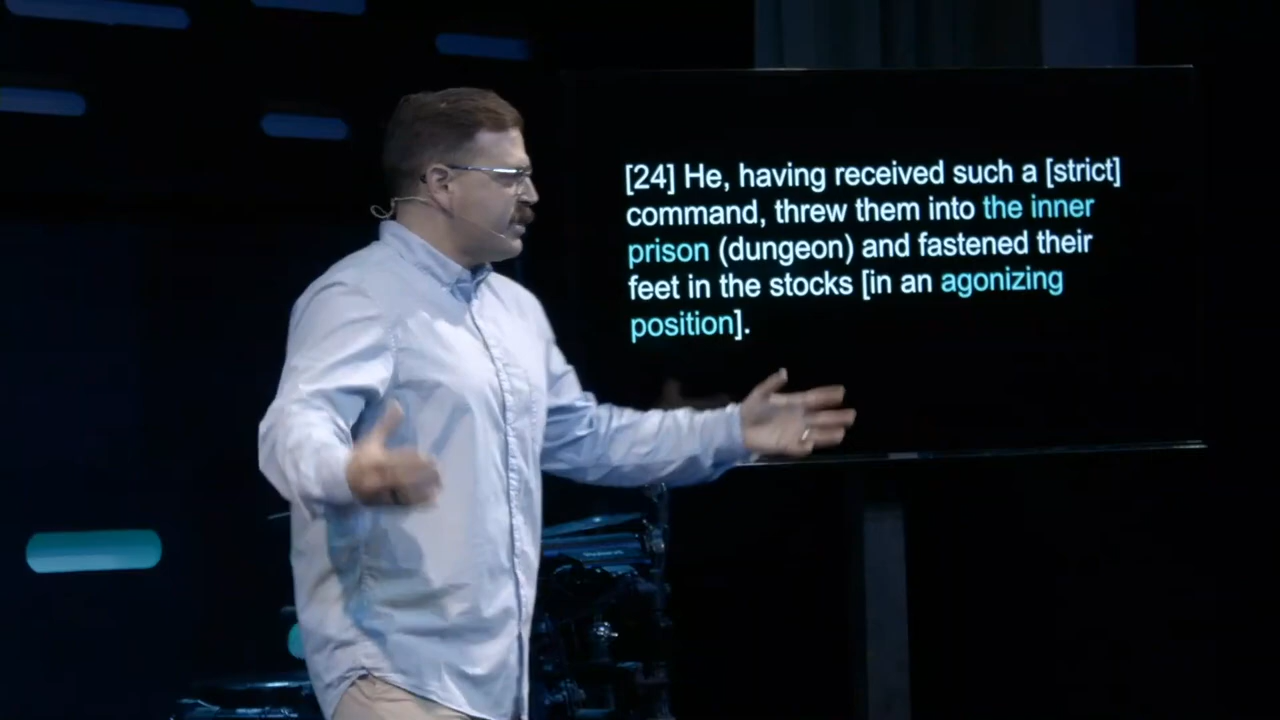 [24] He, having received such a [strict]
command, threw them into the inner
prison (dungeon) and fastened their
feet in the stocks [in an agonizing
position].